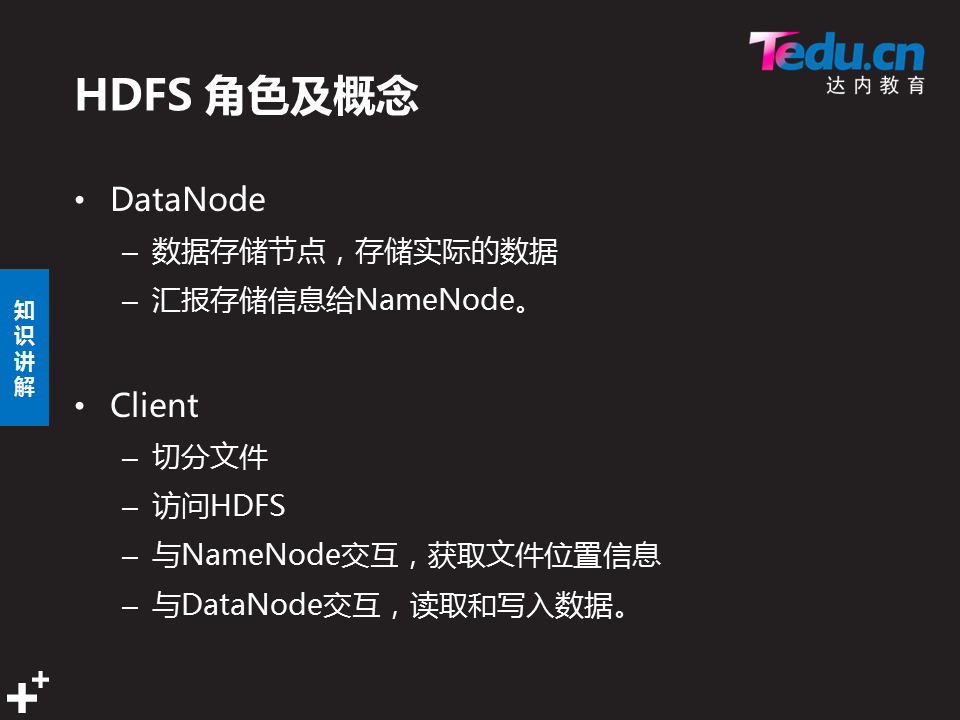 Tedu.cn
达内教育
HDFS 角色及概念
• DataNode
– 数据存储节点，存储实际的数据
– 汇报存储信息给NameNode。
知识讲解
• Client
– 切分文件
– 访问HDFS
– 与NameNode交互，获取文件位置信息
– 与DataNode交互，读取和写入数据。